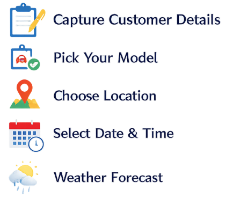 Capture Customer Details
Pick Your Model
Choose Location
Select Date & Time
Weather Forecast